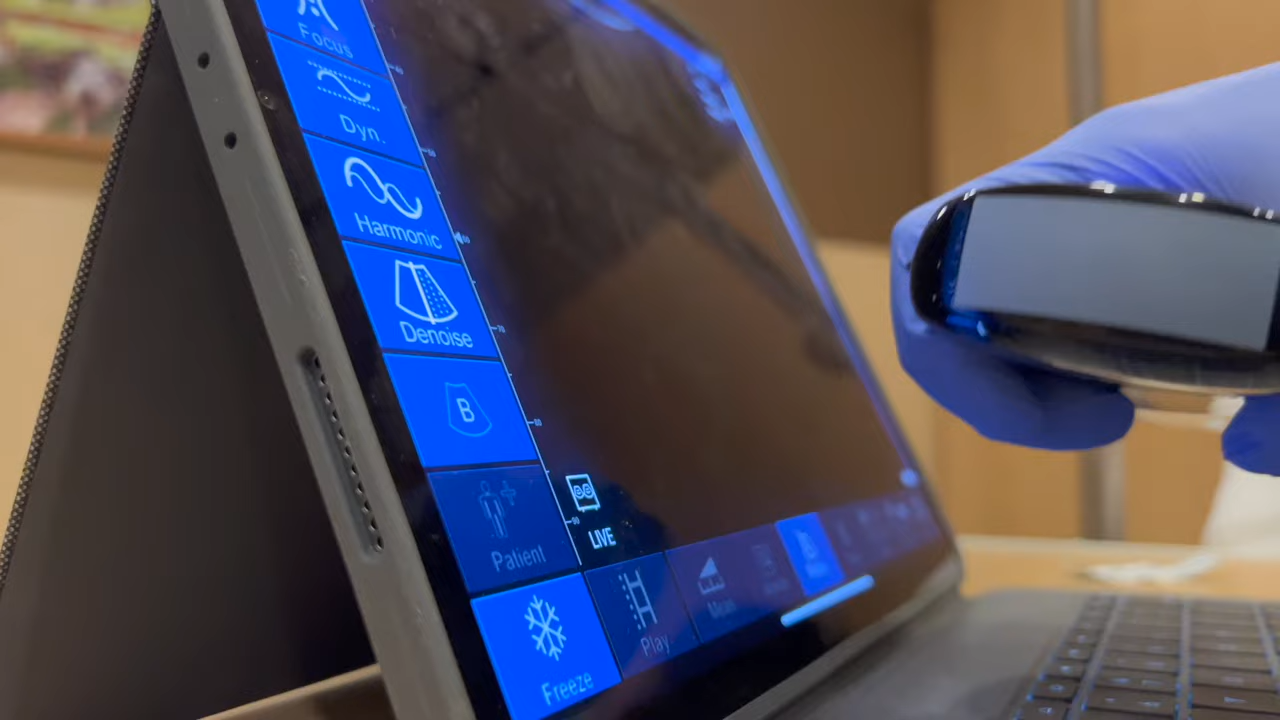 Focus
Dyn.
Harmonic
Denoise
B
Patient
LIVE
Freeze
Play